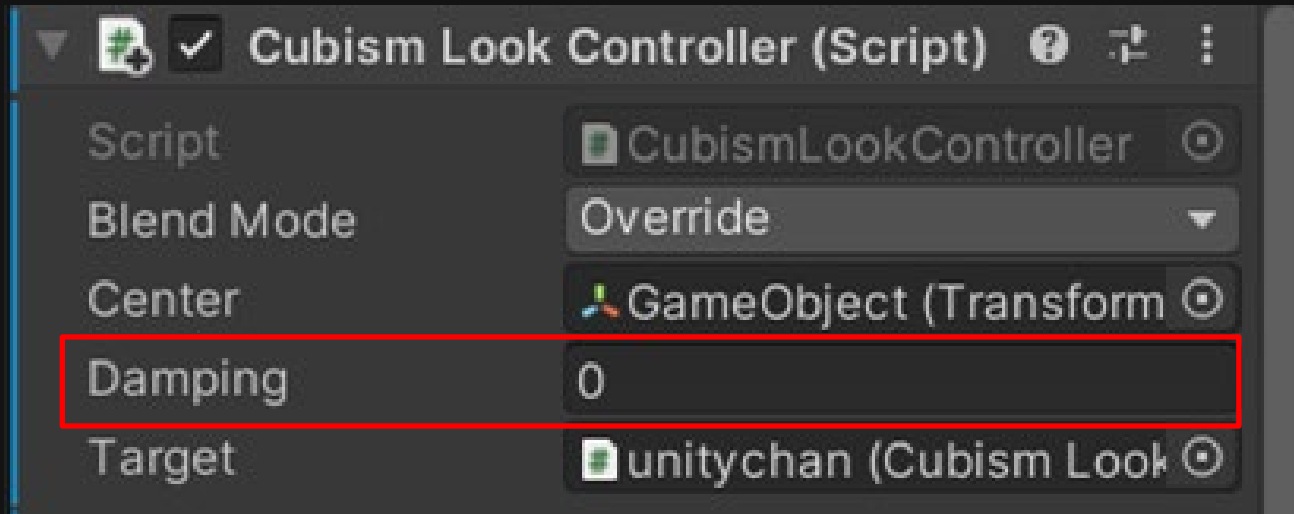 Cubism Look Controller (Script)
Script CubismLookController
Blend Mode Override
Center GameObject (Transform
Damping 0
Target unitychan (Cubism Look